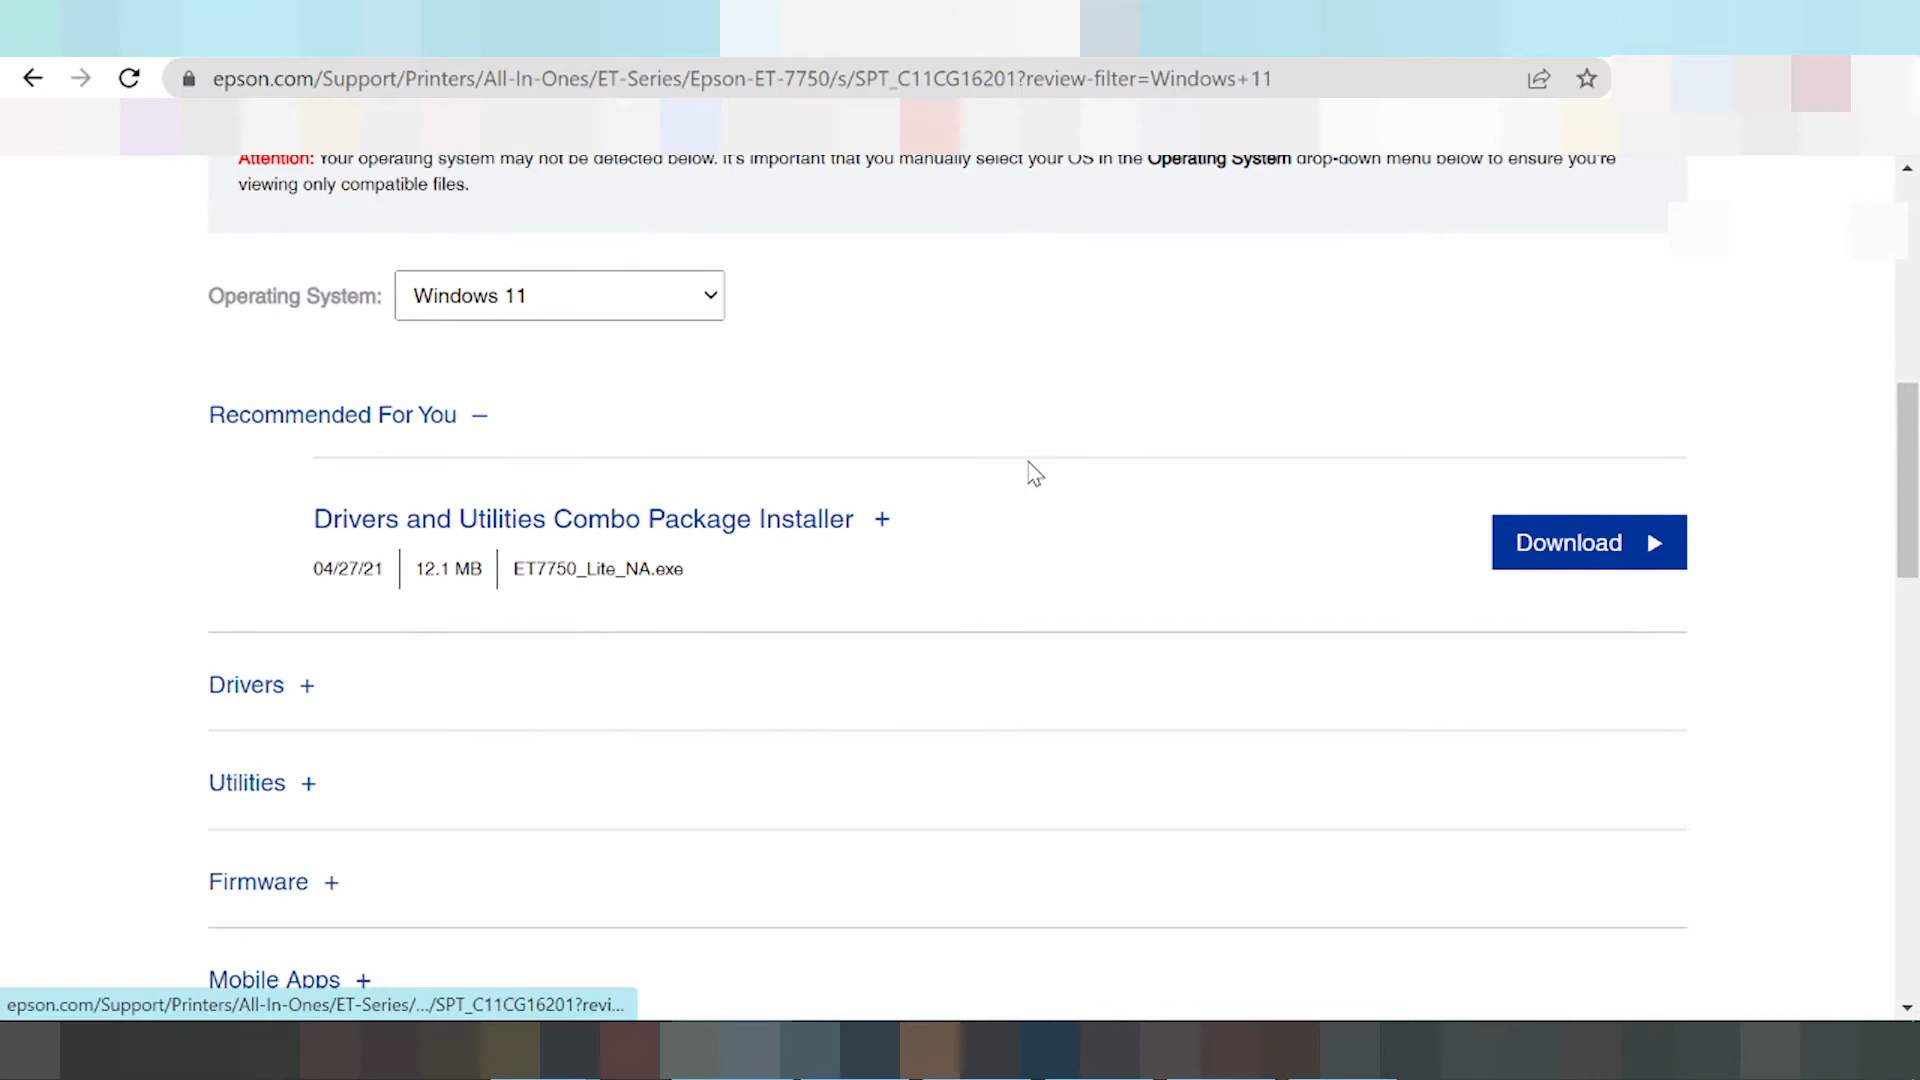 epson.com/Support/Printers/All-In-Ones/ET-Series/Epson-ET-7750/s/SPT_C11CG16201?review-filter=Windows+11
Attention: Your operating system may not be detected below. It's important that you manually select your OS in the Operating System drop-down menu below to ensure you're
viewing only compatible files.
Operating System: Windows 11
Recommended For You –
Drivers and Utilities Combo Package Installer +
04/27/21 | 12.1 MB | ET7750_Lite_NA.exe
Download
Drivers +
Utilities +
Firmware +
Mobile Apps +
epson.com/Support/Printers/All-In-Ones/ET-Series/.../SPT_C11CG16201?revi...